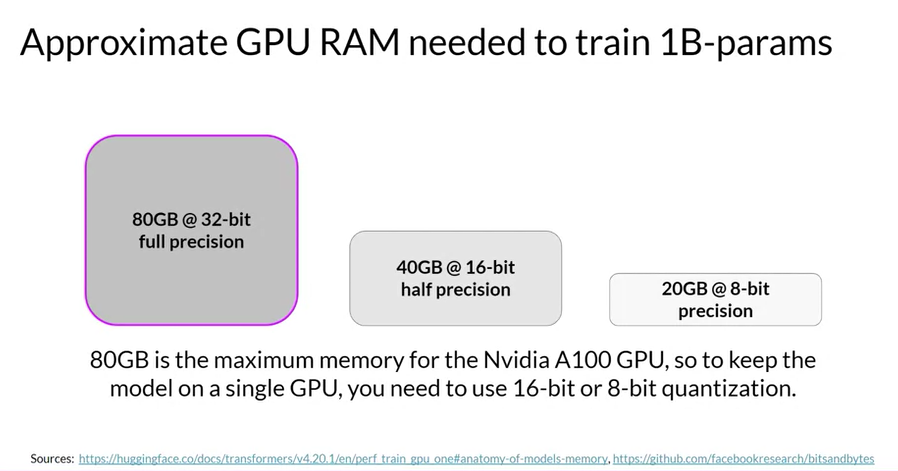 Approximate GPU RAM needed to train 1B-params
80GB @ 32-bit
full precision
40GB @ 16-bit
half precision
20GB @ 8-bit
precision
80GB is the maximum memory for the Nvidia A100 GPU, so to keep the
model on a single GPU, you need to use 16-bit or 8-bit quantization.
Sources: https://huggingface.co/docs/transformers/v4.20.1/en/perf_train_gpu_one#anatomy-of-models-memory, https://github.com/facebookresearch/bitsandbytes